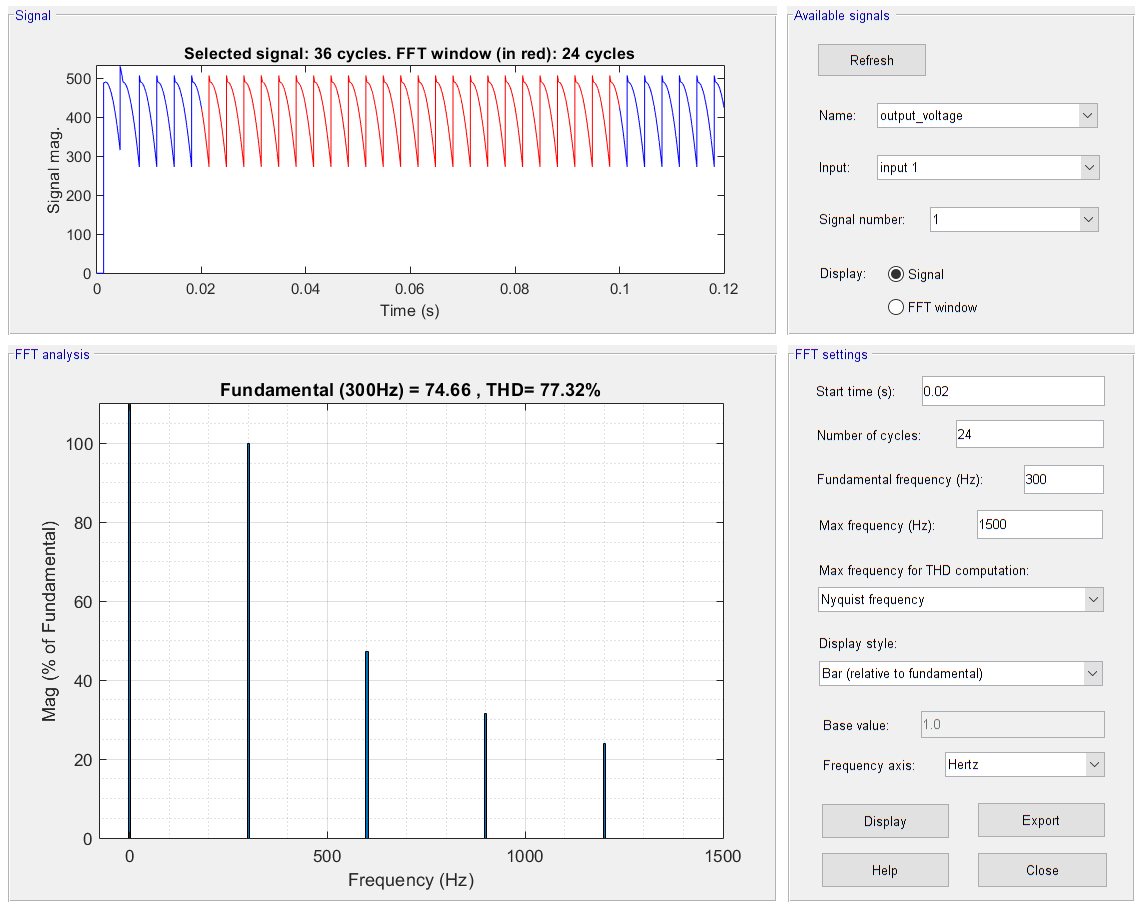 Signal
Selected signal: 36 cycles. FFT window (in red): 24 cycles
500
400
300
200
100
0
Signal mag.
0 0.02 0.04 0.06 0.08 0.1 0.12
Time (s)
Available signals
Refresh
Name: output_voltage
Input: input 1
Signal number: 1
Display: Signal
FFT window
FFT analysis
Fundamental (300Hz) = 74.66 , THD= 77.32%
100
80
60
40
20
0
Mag (% of Fundamental)
0 500 1000 1500
Frequency (Hz)
FFT settings
Start time (s): 0.02
Number of cycles: 24
Fundamental frequency (Hz): 300
Max frequency (Hz): 1500
Max frequency for THD computation:
Nyquist frequency
Display style:
Bar (relative to fundamental)
Base value: 1.0
Frequency axis: Hertz
Display Export
Help Close